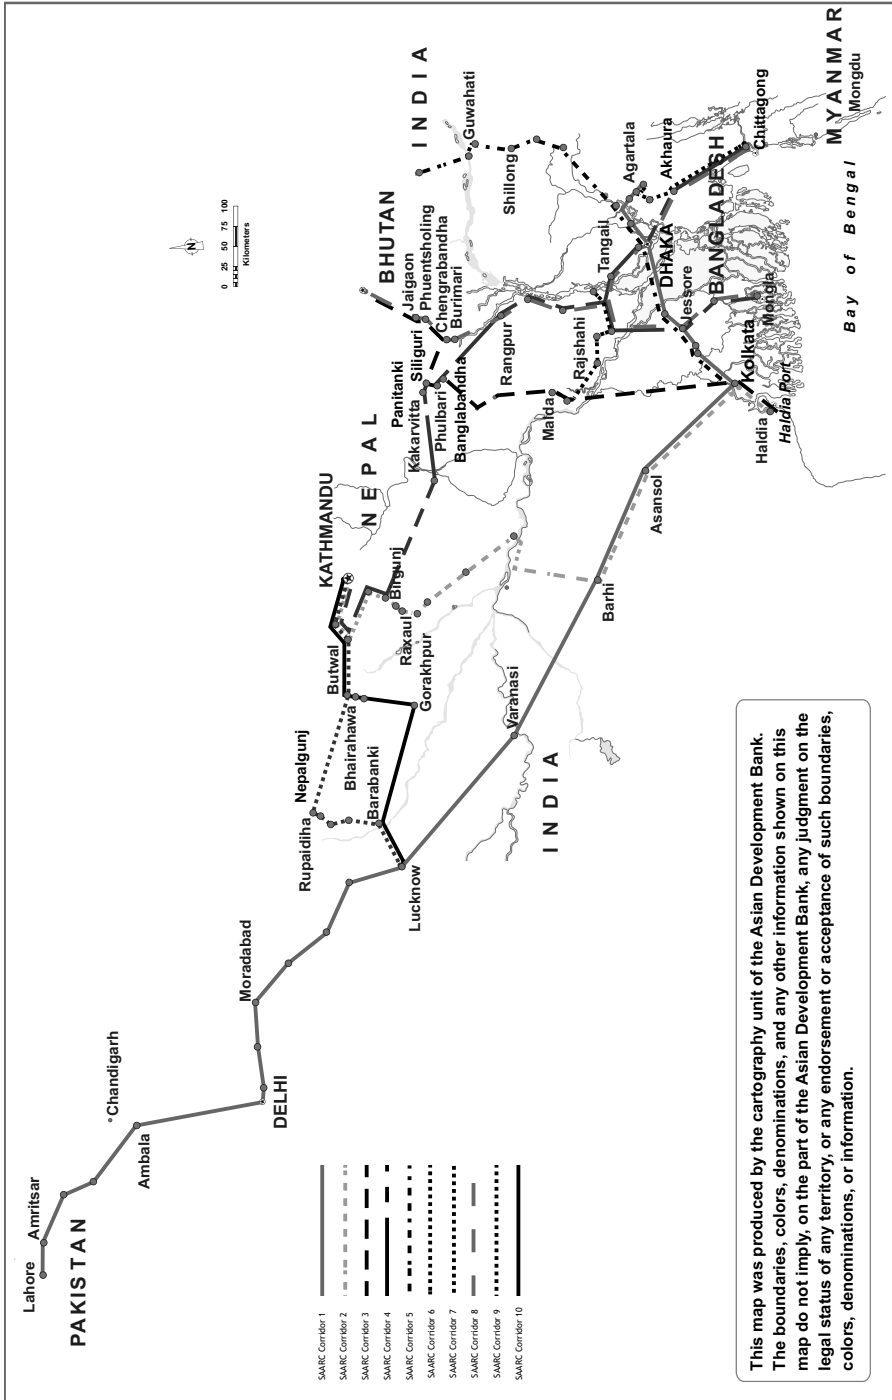 N
0 25 50 75 100
Kilometers
Lahore
Amritsar
PAKISTAN
Chandigarh
Ambala
DELHI
Moradabad
Rupaidiha
Nepalgunj
Lucknow
Barabanki
Bhairahawa
Butwal
KATHMANDU
NEPAL
Gorakhpur
Raxaul
Birgunj
Varanasi
INDIA
Barhi
Asansol
Panitanki
Kakarvitta
Siliguri
Phulbari
Banglabandha
Jaigaon
Phuentsholing
Chengrabandha
Burimari
BHUTAN
INDIA
Guwahati
Shillong
Rangpur
Malda
Rajshahi
Tangail
Agartala
Akhaura
DHAKA
BANGLADESH
Jessore
Mongla
Kolkata
Haldia
Haldia Port
Chittagong
MYANMAR
Mongdu
Bay of Bengal
SAARC Corridor 1
SAARC Corridor 2
SAARC Corridor 3
SAARC Corridor 4
SAARC Corridor 5
SAARC Corridor 6
SAARC Corridor 7
SAARC Corridor 8
SAARC Corridor 9
SAARC Corridor 10
This map was produced by the cartography unit of the Asian Development Bank.
The boundaries, colors, denominations, and any other information shown on this
map do not imply, on the part of the Asian Development Bank, any judgment on the
legal status of any territory, or any endorsement or acceptance of such boundaries,
colors, denominations, or information.